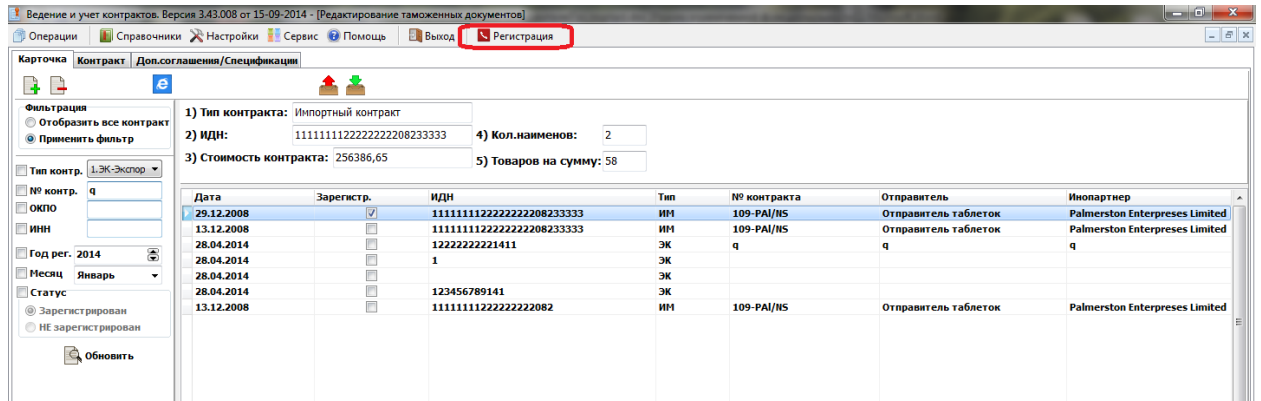 Ведение и учет контрактов. Версия 3.43.008 от 15-09-2014 - [Редактирование таможенных документов]
Операции Справочники Настройки Сервис Помощь Выход Регистрация
Карточка Контракт Доп.соглашения/Спецификации
Фильтрация
Отобразить все контракт
Применить фильтр
Тип контр. 1.ЭК-Экспор
№ контр. q
ОКПО
ИНН
Год рег. 2014
Месяц Январь
Статус
Зарегистрирован
НЕ зарегистрирован
Обновить
1) Тип контракта: Импортный контракт
2) ИДН: 1111111122222222208233333 4) Кол.наименов: 2
3) Стоимость контракта: 256386,65 5) Товаров на сумму: 58
Дата Зарегистр. ИДН Тип № контракта Отправитель Инопартнер
29.12.2008 1111111122222222208233333 ИМ 109-PAl/NS Отправитель таблеток Palmerston Enterpreses Limited
13.12.2008 1111111122222222208233333 ИМ 109-PAl/NS Отправитель таблеток Palmerston Enterpreses Limited
28.04.2014 12222222221411 ЭК q q q
28.04.2014 1 ЭК
28.04.2014 ЭК
28.04.2014 123456789141 ЭК
13.12.2008 11111111222222222082 ИМ 109-PAl/NS Отправитель таблеток Palmerston Enterpreses Limited